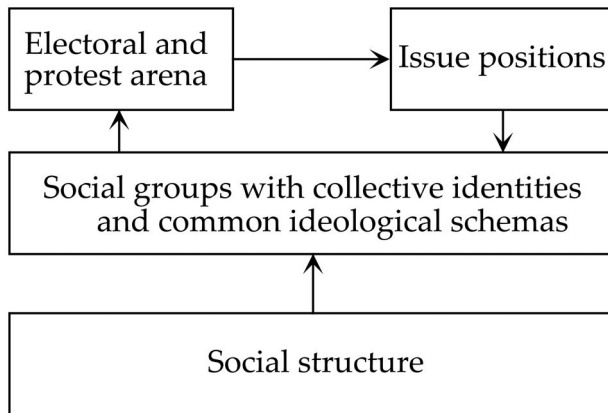 Electoral and
protest arena
Issue positions
Social groups with collective identities
and common ideological schemas
Social structure